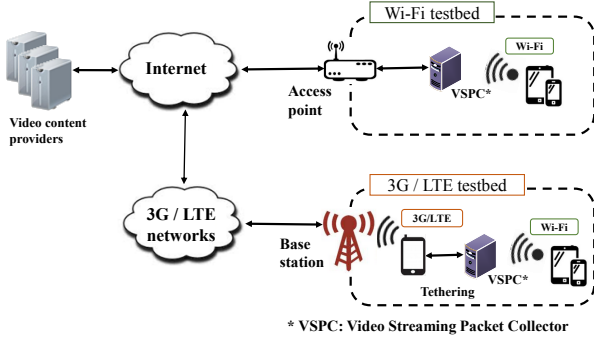 Wi-Fi testbed
Internet
Wi-Fi
Access
point
VSPC*
Video content
providers
3G / LTE testbed
3G / LTE
networks
3G/LTE
Wi-Fi
Base
station
VSPC*
Tethering
* VSPC: Video Streaming Packet Collector